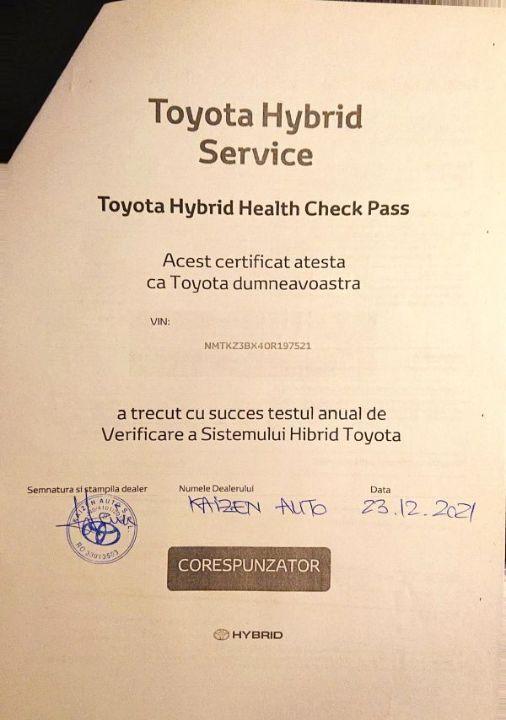 Toyota Hybrid
Service
Toyota Hybrid Health Check Pass
Acest certificat atesta
ca Toyota dumneavoastra
VIN:
NMTKZ3BX40R197521
a trecut cu succes testul anual de
Verificare a Sistemului Hibrid Toyota
Semnatura si stampila dealer
Numele Dealerului
Data
KAIZEN AUTO
23.12.2021
KAIZEN AUTO S.R.L.
CORESPUNZATOR
HYBRID